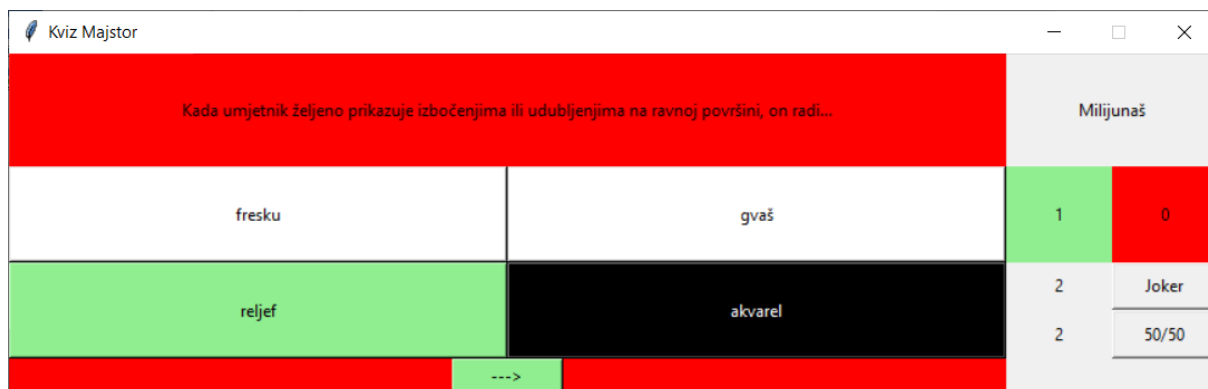 Kviz Majstor
Kada umjetnik željeno prikazuje izbočenjima ili udubljenjima na ravnoj površini, on radi...
Milijunaš
fresku
gvaš
1
0
reljef
akvarel
2
Joker
2
50/50
--->